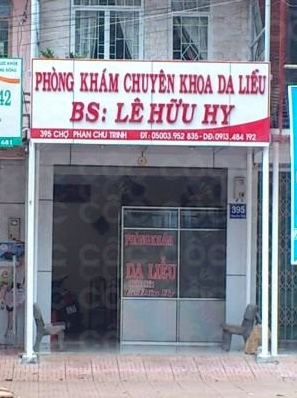 PHÒNG KHÁM CHUYÊN KHOA DA LIỄU
BS: LÊ HỮU HY
395 CHỢ PHAN CHU TRINH ĐT: 05003.952 835 - DĐ: 0913.484 192
395
PHÒNG KHÁM
DA LIỄU
42